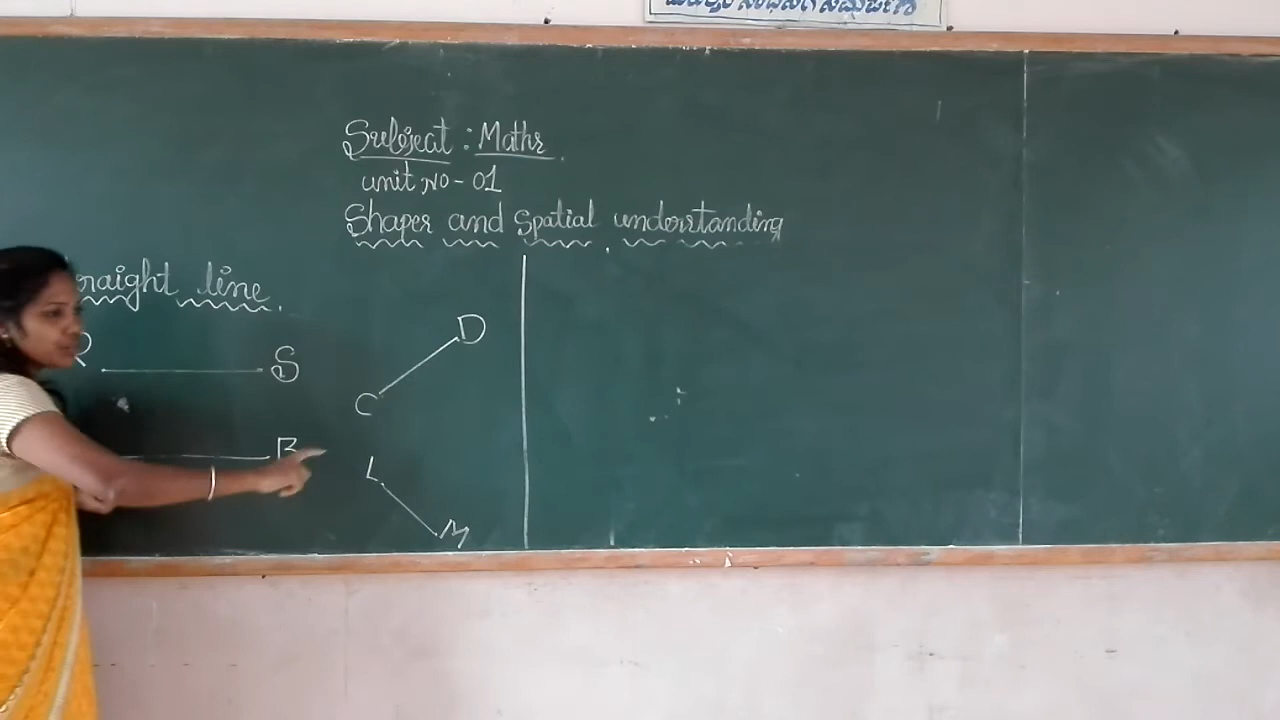 Subject : Maths.
unit No - 01
Shapes and Spatial understanding.
raight line.
R S
D
C
B
L
M